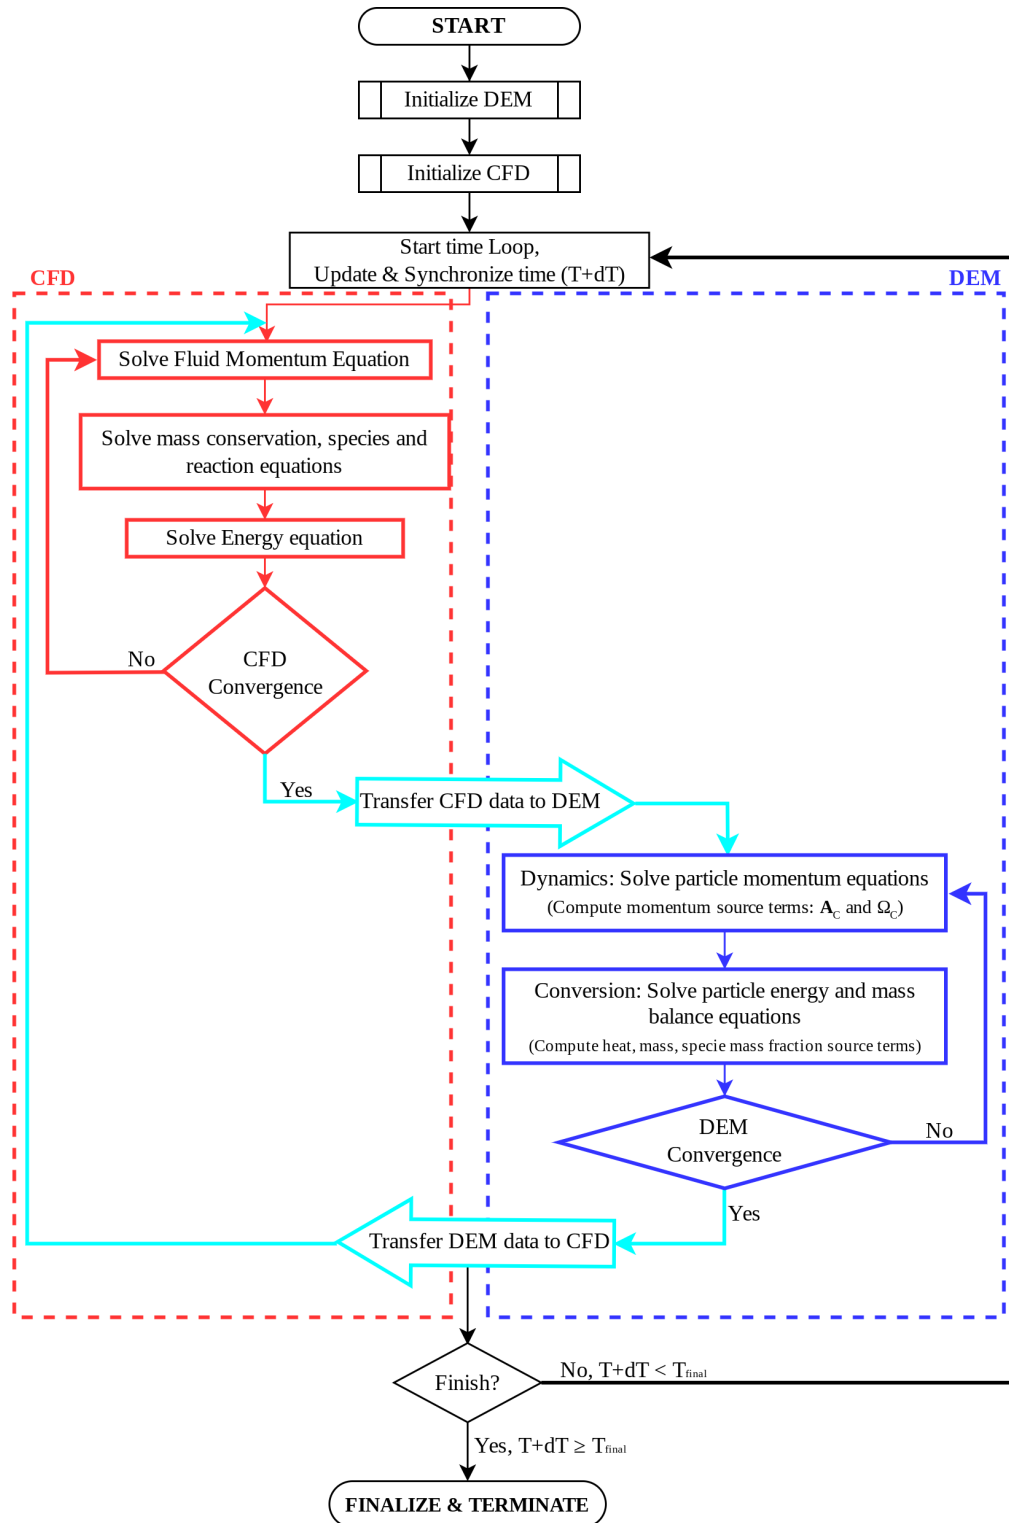 START
Initialize DEM
Initialize CFD
Start time Loop,
Update & Synchronize time (T+dT)
CFD
DEM
Solve Fluid Momentum Equation
Solve mass conservation, species and
reaction equations
Solve Energy equation
CFD
Convergence
No
Yes
Transfer CFD data to DEM
Dynamics: Solve particle momentum equations
(Compute momentum source terms: A_C and Ω_C)
Conversion: Solve particle energy and mass
balance equations
(Compute heat, mass, specie mass fraction source terms)
DEM
Convergence
No
Yes
Transfer DEM data to CFD
Finish?
No, T+dT < T_final
Yes, T+dT ≥ T_final
FINALIZE & TERMINATE